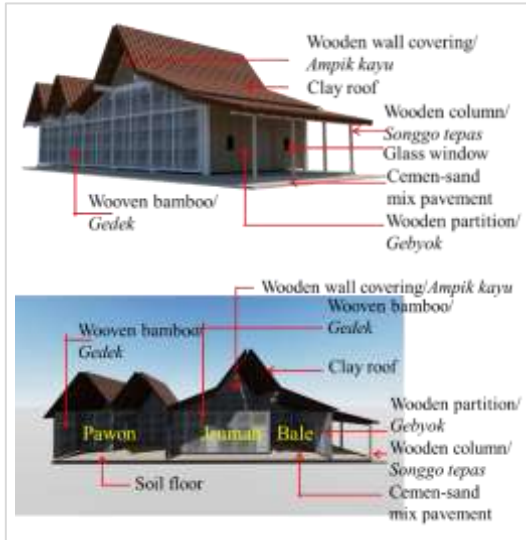 Wooden wall covering/
Ampik kayu
Clay roof
Wooden column/
Songgo tepas
Glass window
Cemen-sand
mix pavement
Wooden partition/
Gebyok
Wooven bamboo/
Gedek
Wooden wall covering/Ampik kayu
Wooven bamboo/
Gedek
Wooven bamboo/
Gedek
Clay roof
Pawon
Bale
Wooden partition/
Gebyok
Wooden column/
Songgo tepas
Cemen-sand
mix pavement
Soil floor